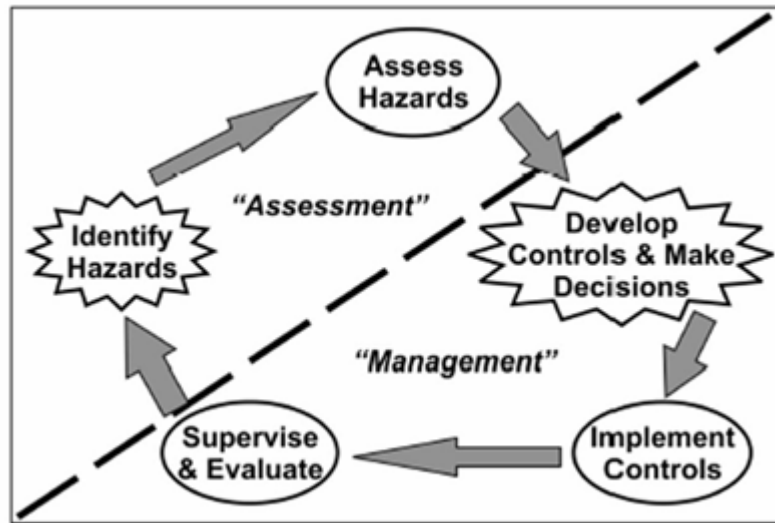 Assess
Hazards
"Assessment"
Identify
Hazards
Develop
Controls & Make
Decisions
"Management"
Supervise
& Evaluate
Implement
Controls